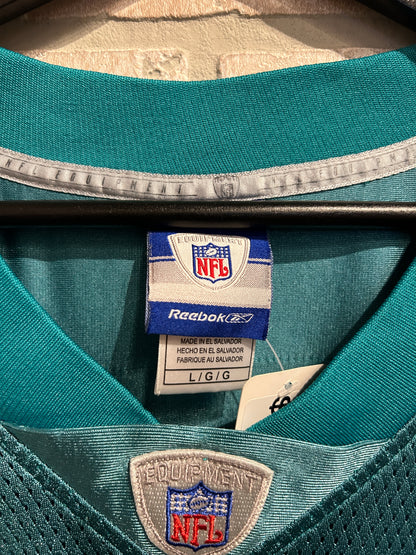 NFL EQUIPMENT
EQUIPMENT
NFL
Reebok
MADE IN EL SALVADOR
HECHO EN EL SALVADOR
FABRIQUE AU SALVADOR
L/G/G
EQUIPMENT
NFL